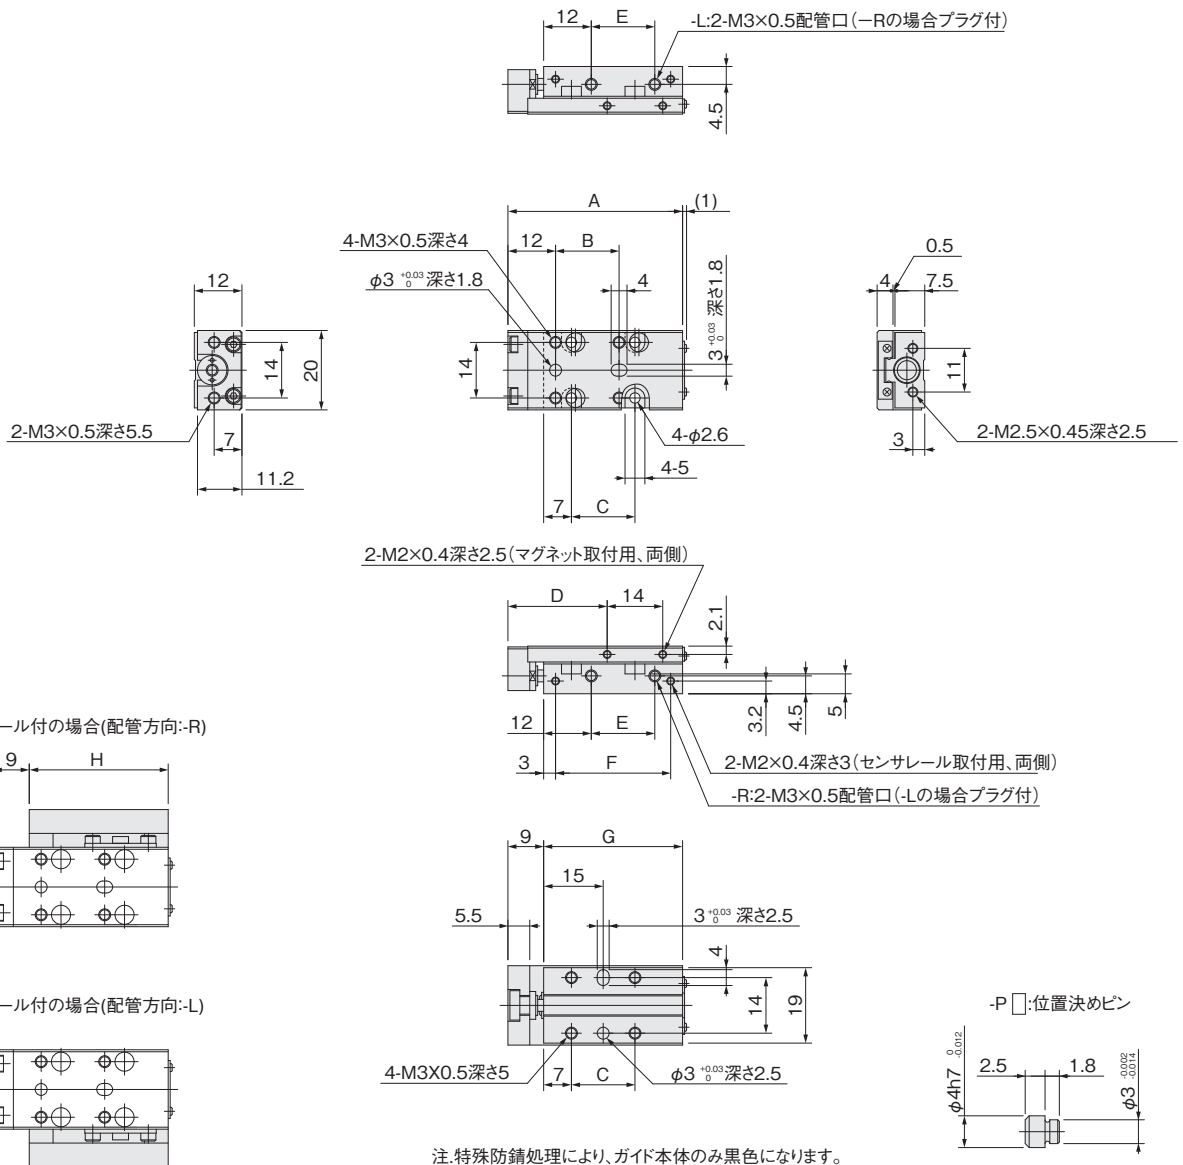 12
E
-L:2-M3×0.5配管口(ーRの場合プラグ付)
4.5
A
(1)
4-M3×0.5深さ4
12
B
0.5
12
φ3 +0.03 0 深さ1.8
4
3 +0.03 0 深さ1.8
4
7.5
14
20
14
11
2-M3×0.5深さ5.5
7
4-φ2.6
3
2-M2.5×0.45深さ2.5
11.2
4-5
7
C
2-M2×0.4深さ2.5(マグネット取付用、両側)
D
14
2.1
3.2
4.5
5
ール付の場合(配管方向:-R)
12
E
9
H
3
F
2-M2×0.4深さ3(センサレール取付用、両側)
-R:2-M3×0.5配管口(-Lの場合プラグ付)
9
G
15
5.5
3 +0.03 0 深さ2.5
4
14
19
ール付の場合(配管方向:-L)
-P □:位置決めピン
4-M3X0.5深さ5
7
C
φ3 +0.03 0 深さ2.5
φ4h7 0 -0.012
2.5
1.8
φ3 -0.002 -0.014
注.特殊防錆処理により、ガイド本体のみ黒色になります。